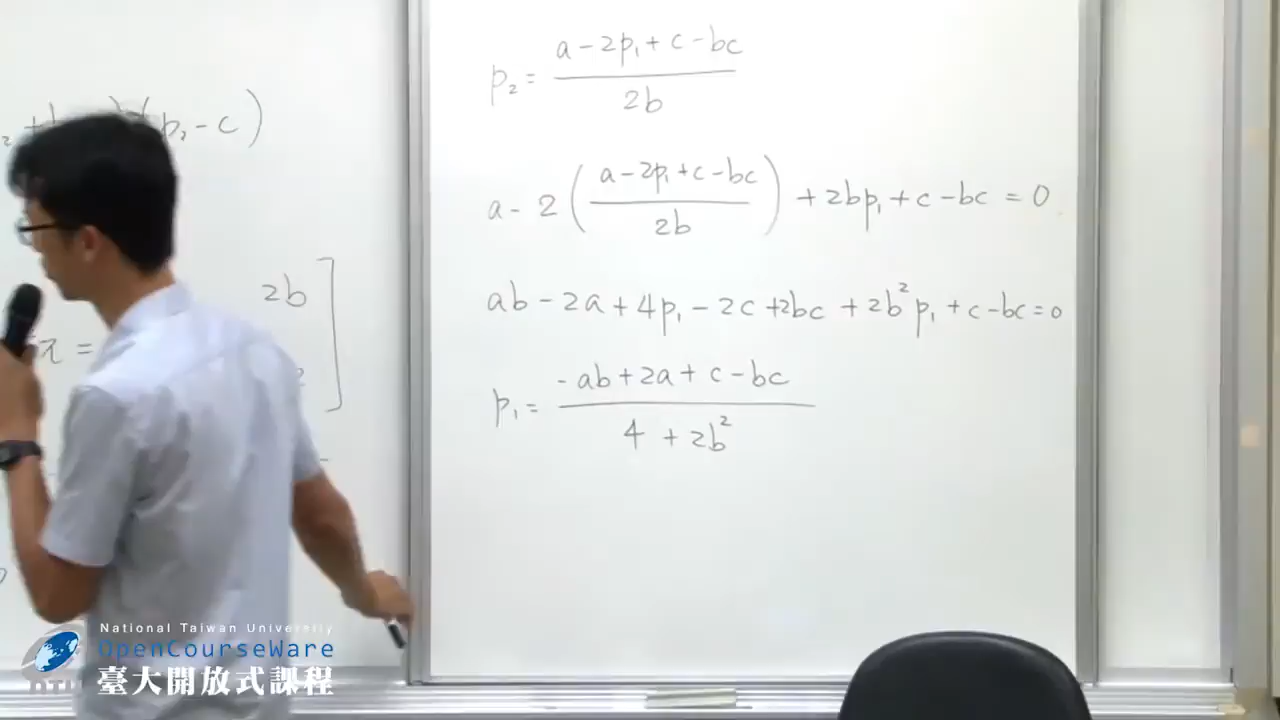 p₂ = (a - 2p₁ + c - bc) / 2b
a - 2 ( (a - 2p₁ + c - bc) / 2b ) + 2bp₁ + c - bc = 0
ab - 2a + 4p₁ - 2c + 2bc + 2b²p₁ + c - bc = 0
p₁ = (-ab + 2a + c - bc) / (4 + 2b²)
p₂ - c )
2b ]
=
National Taiwan University
OpenCourseWare
臺大開放式課程